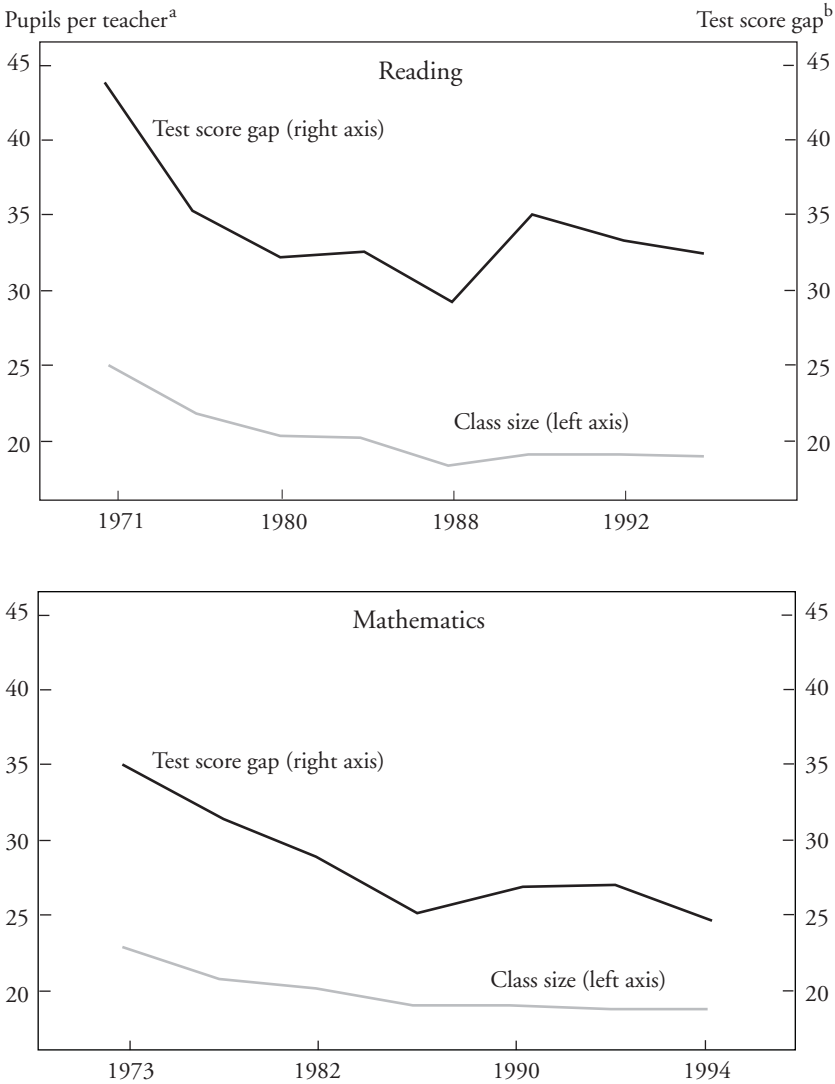 Pupils per teacherᵃ Test score gapᵇ
45 45
Reading
Test score gap (right axis)
40 40
35 35
30 30
25 25
Class size (left axis)
20 20
1971 1980 1988 1992
45 45
Mathematics
40 40
35 Test score gap (right axis) 35
30 30
25 25
Class size (left axis)
20 20
1973 1982 1990 1994